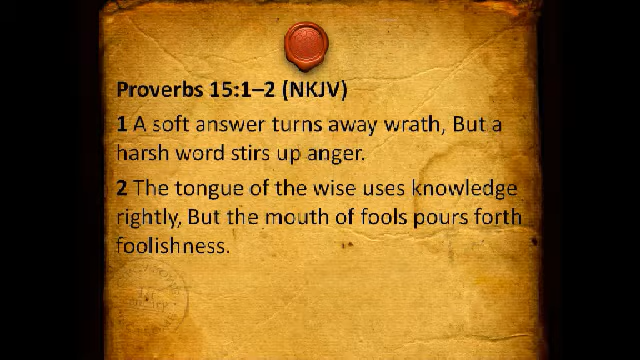 Proverbs 15:1–2 (NKJV)
1 A soft answer turns away wrath, But a
harsh word stirs up anger.
2 The tongue of the wise uses knowledge
rightly, But the mouth of fools pours forth
foolishness.